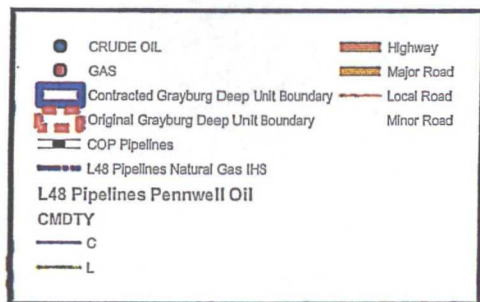 CRUDE OIL
GAS
Contracted Grayburg Deep Unit Boundary
Original Grayburg Deep Unit Boundary
COP Pipelines
L48 Pipelines Natural Gas IHS
L48 Pipelines Pennwell Oil
CMDTY
C
L
Highway
Major Road
Local Road
Minor Road